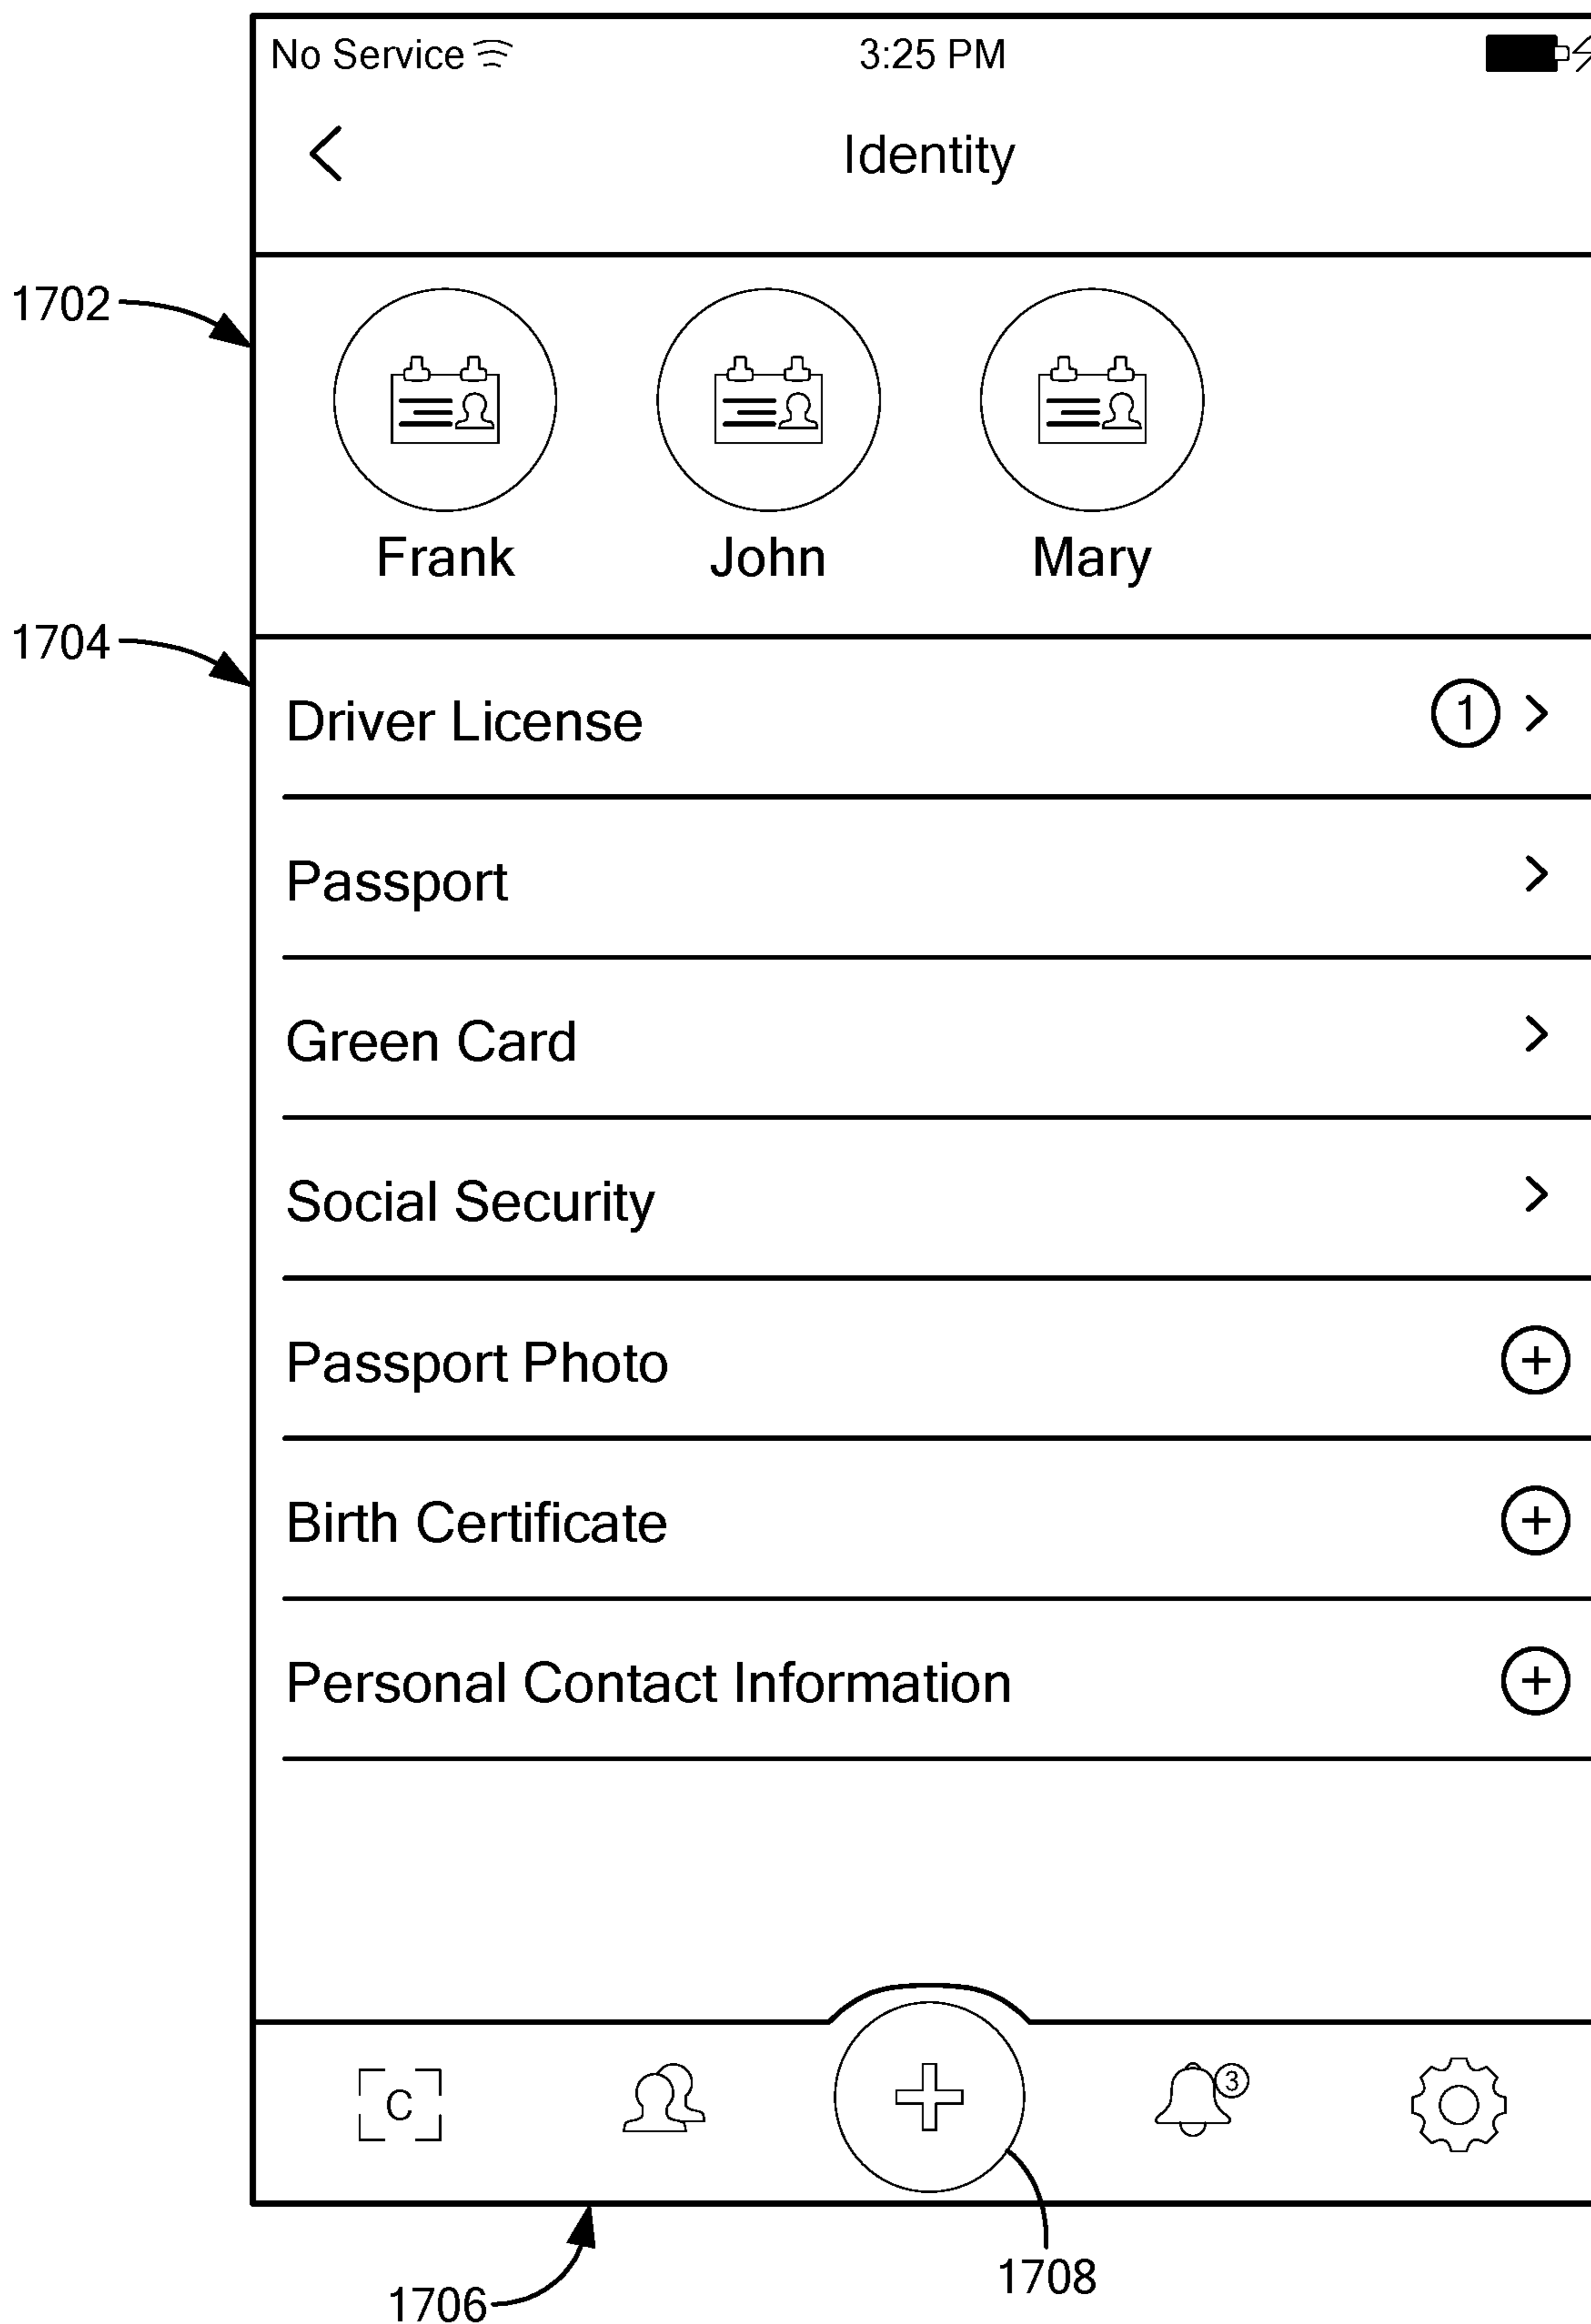 No Service 3:25 PM
Identity
1702
Frank John Mary
1704
Driver License 1
Passport
Green Card
Social Security
Passport Photo
Birth Certificate
Personal Contact Information
C 3
1708
1706